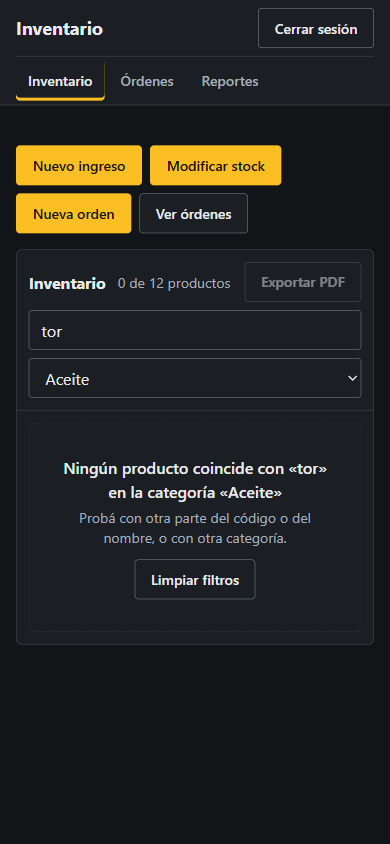 Inventario
Cerrar sesión
Inventario Órdenes Reportes
Nuevo ingreso Modificar stock
Nueva orden Ver órdenes
Inventario 0 de 12 productos Exportar PDF
tor
Aceite
Ningún producto coincide con «tor»
en la categoría «Aceite»
Probá con otra parte del código o del
nombre, o con otra categoría.
Limpiar filtros